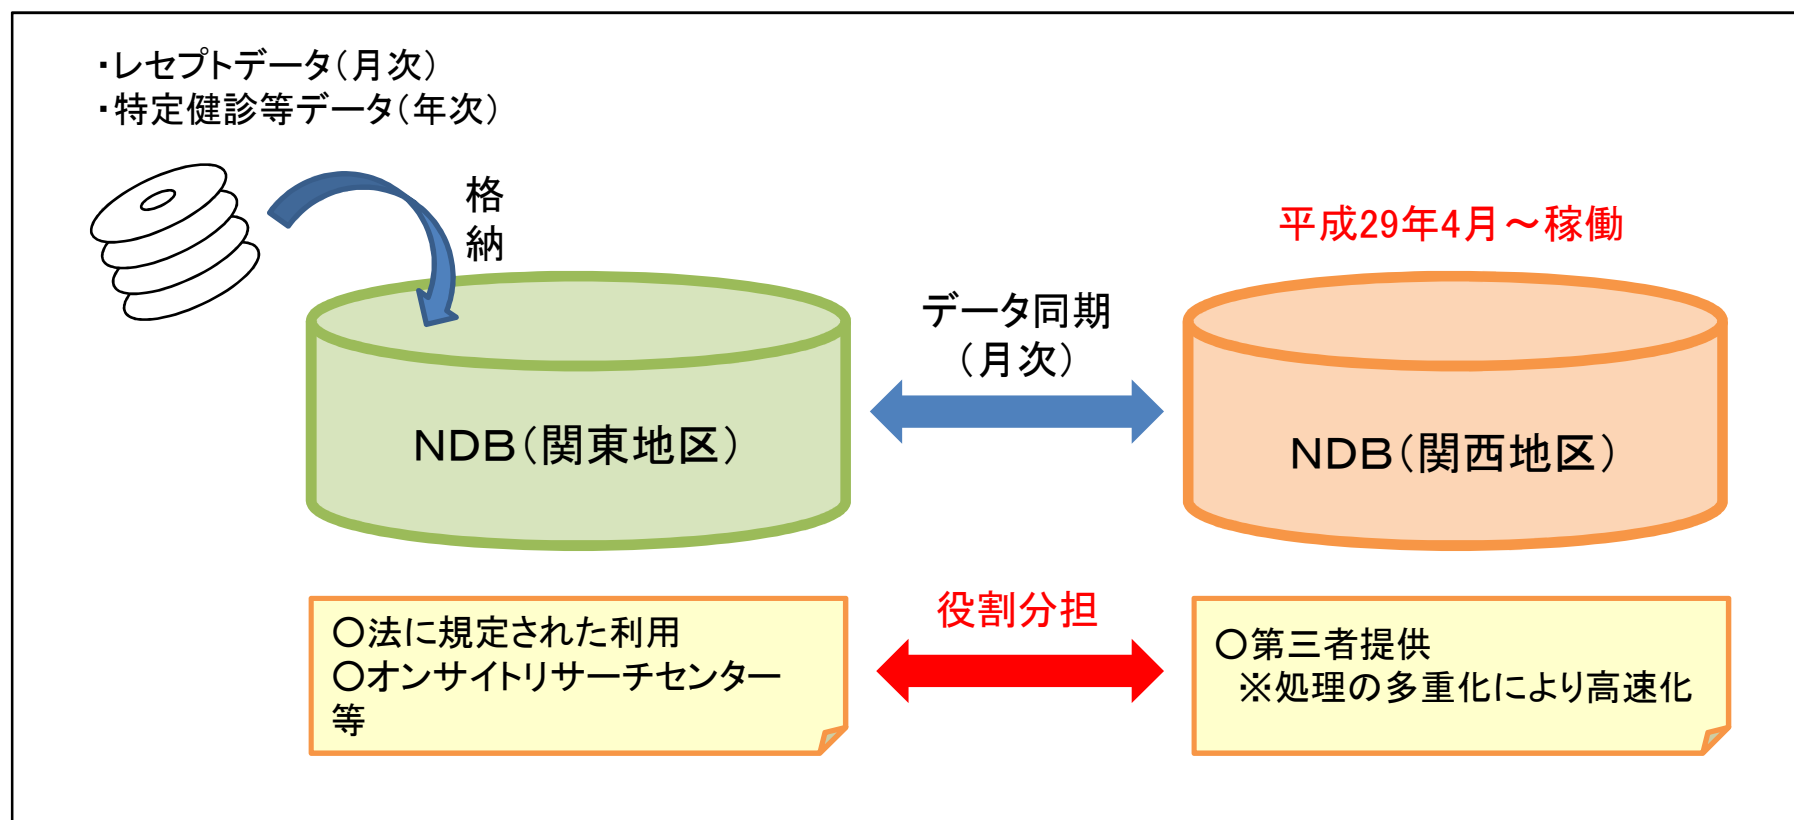 ・レセプトデータ（月次）
・特定健診等データ（年次）
格
納
平成29年4月～稼働
データ同期
（月次）
ＮＤＢ（関東地区）
ＮＤＢ（関西地区）
役割分担
○法に規定された利用
○オンサイトリサーチセンター
等
○第三者提供
※処理の多重化により高速化